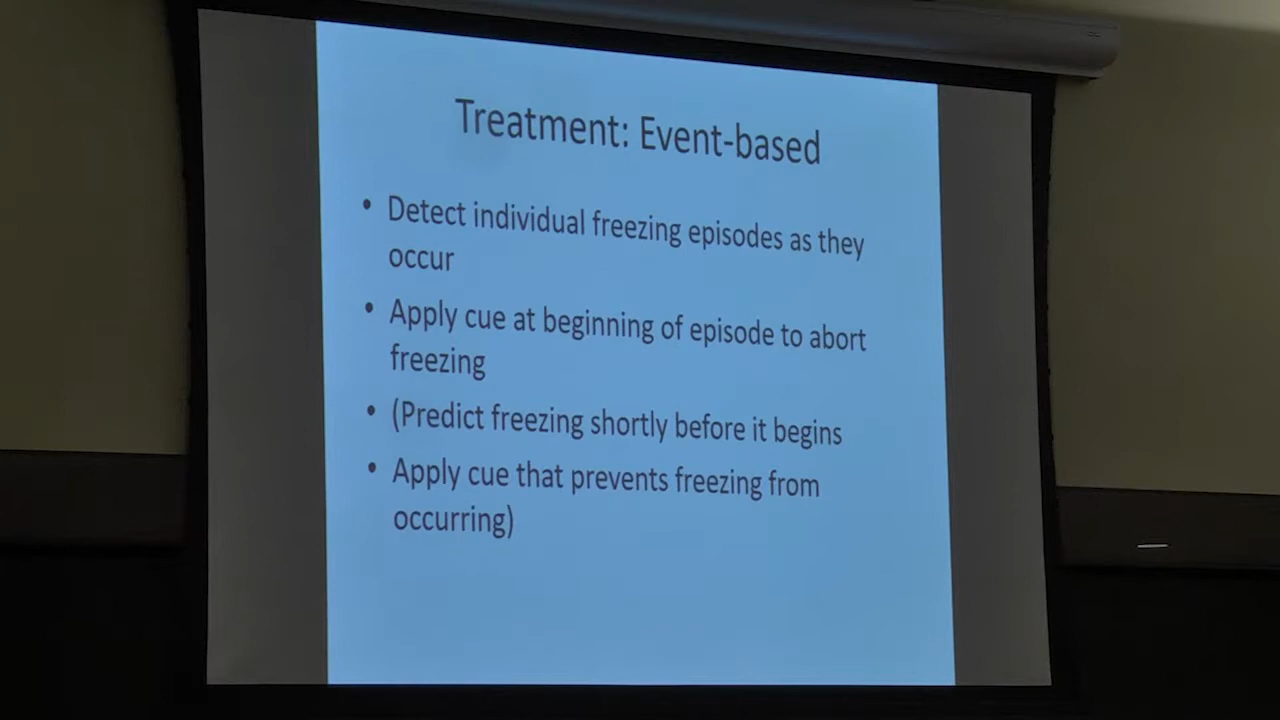 Treatment: Event-based
• Detect individual freezing episodes as they
occur
• Apply cue at beginning of episode to abort
freezing
• (Predict freezing shortly before it begins
• Apply cue that prevents freezing from
occurring)